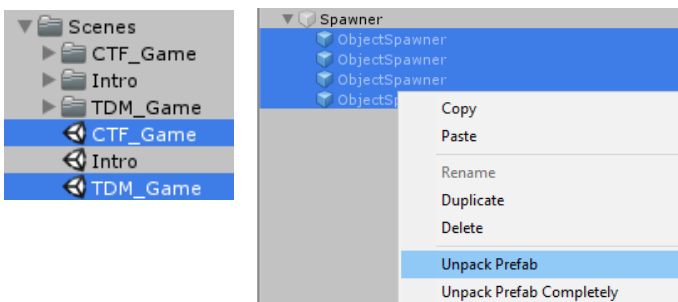 Scenes
CTF_Game
Intro
TDM_Game
CTF_Game
Intro
TDM_Game
Spawner
ObjectSpawner
ObjectSpawner
ObjectSpawner
ObjectSp
Copy
Paste
Rename
Duplicate
Delete
Unpack Prefab
Unpack Prefab Completely